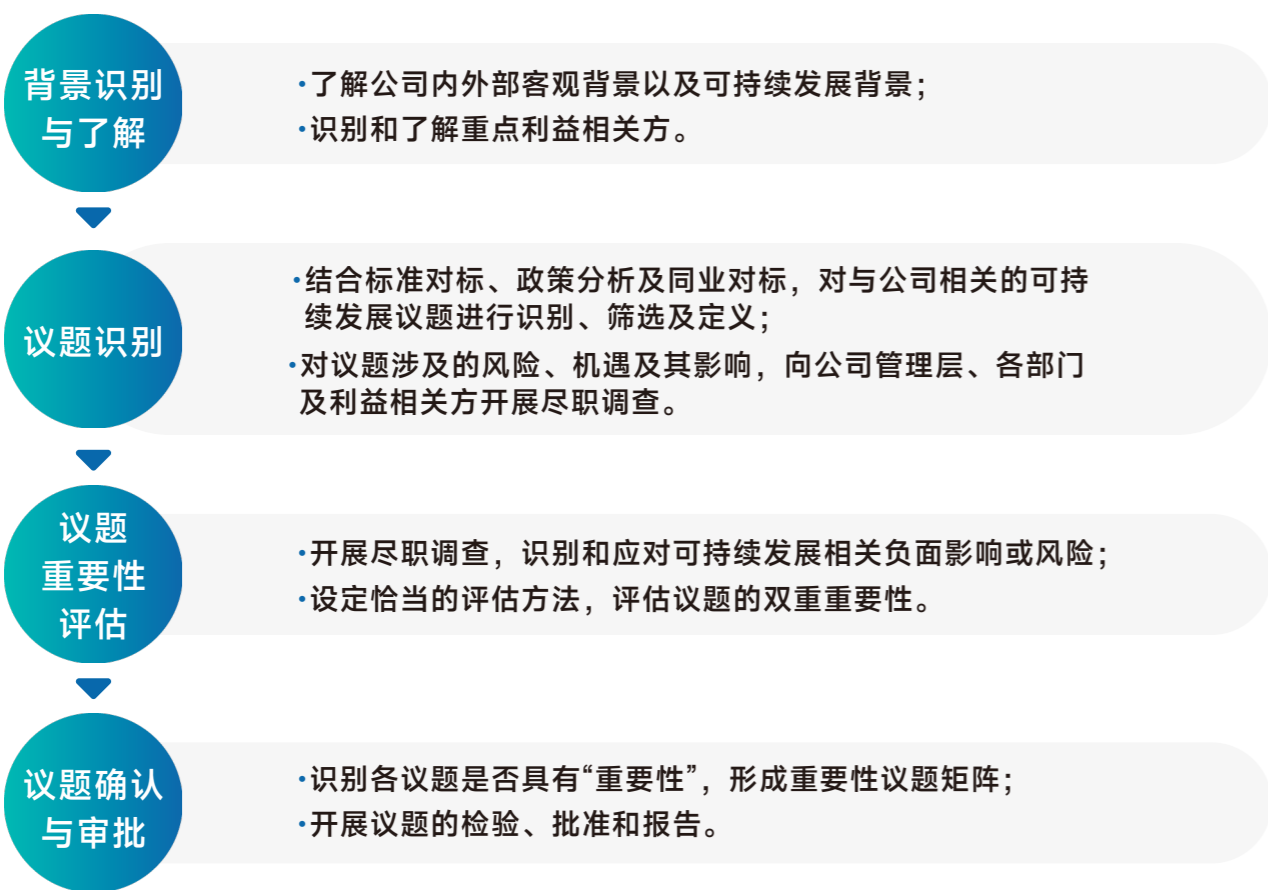 背景识别
与了解
·了解公司内外部客观背景以及可持续发展背景；
·识别和了解重点利益相关方。
议题识别
·结合标准对标、政策分析及同业对标，对与公司相关的可持
续发展议题进行识别、筛选及定义；
·对议题涉及的风险、机遇及其影响，向公司管理层、各部门
及利益相关方开展尽职调查。
议题
重要性
评估
·开展尽职调查，识别和应对可持续发展相关负面影响或风险；
·设定恰当的评估方法，评估议题的双重重要性。
议题确认
与审批
·识别各议题是否具有“重要性”，形成重要性议题矩阵；
·开展议题的检验、批准和报告。